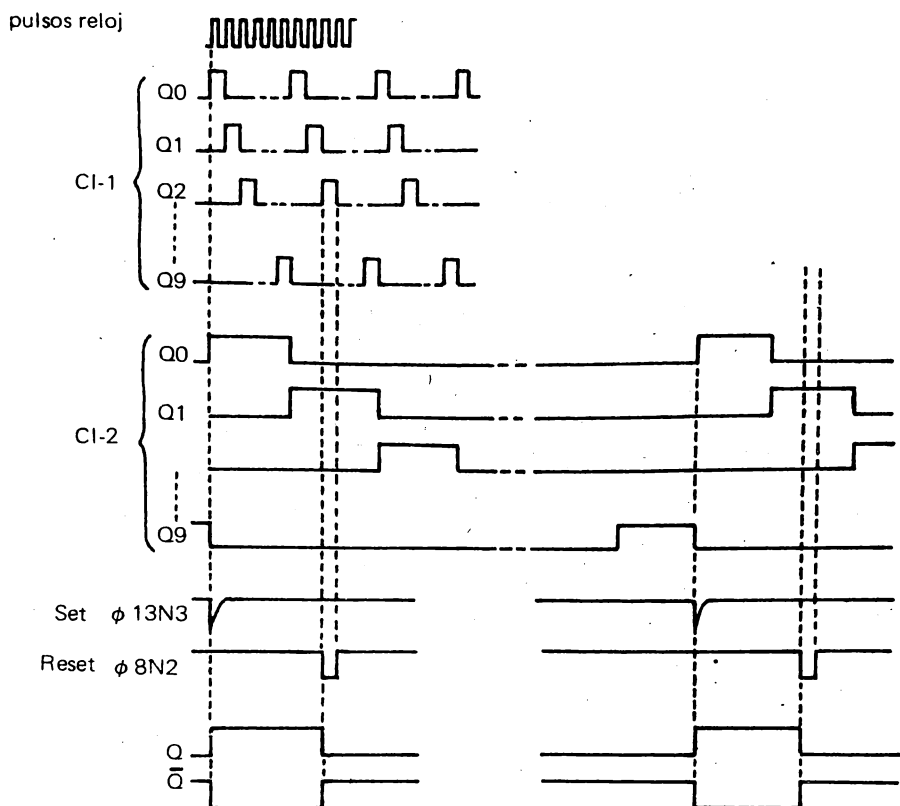 pulsos reloj
Q0
Q1
CI-1
Q2
Q9
Q0
Q1
CI-2
Q9
Set φ 13N3
Reset φ 8N2
Q
Q̅